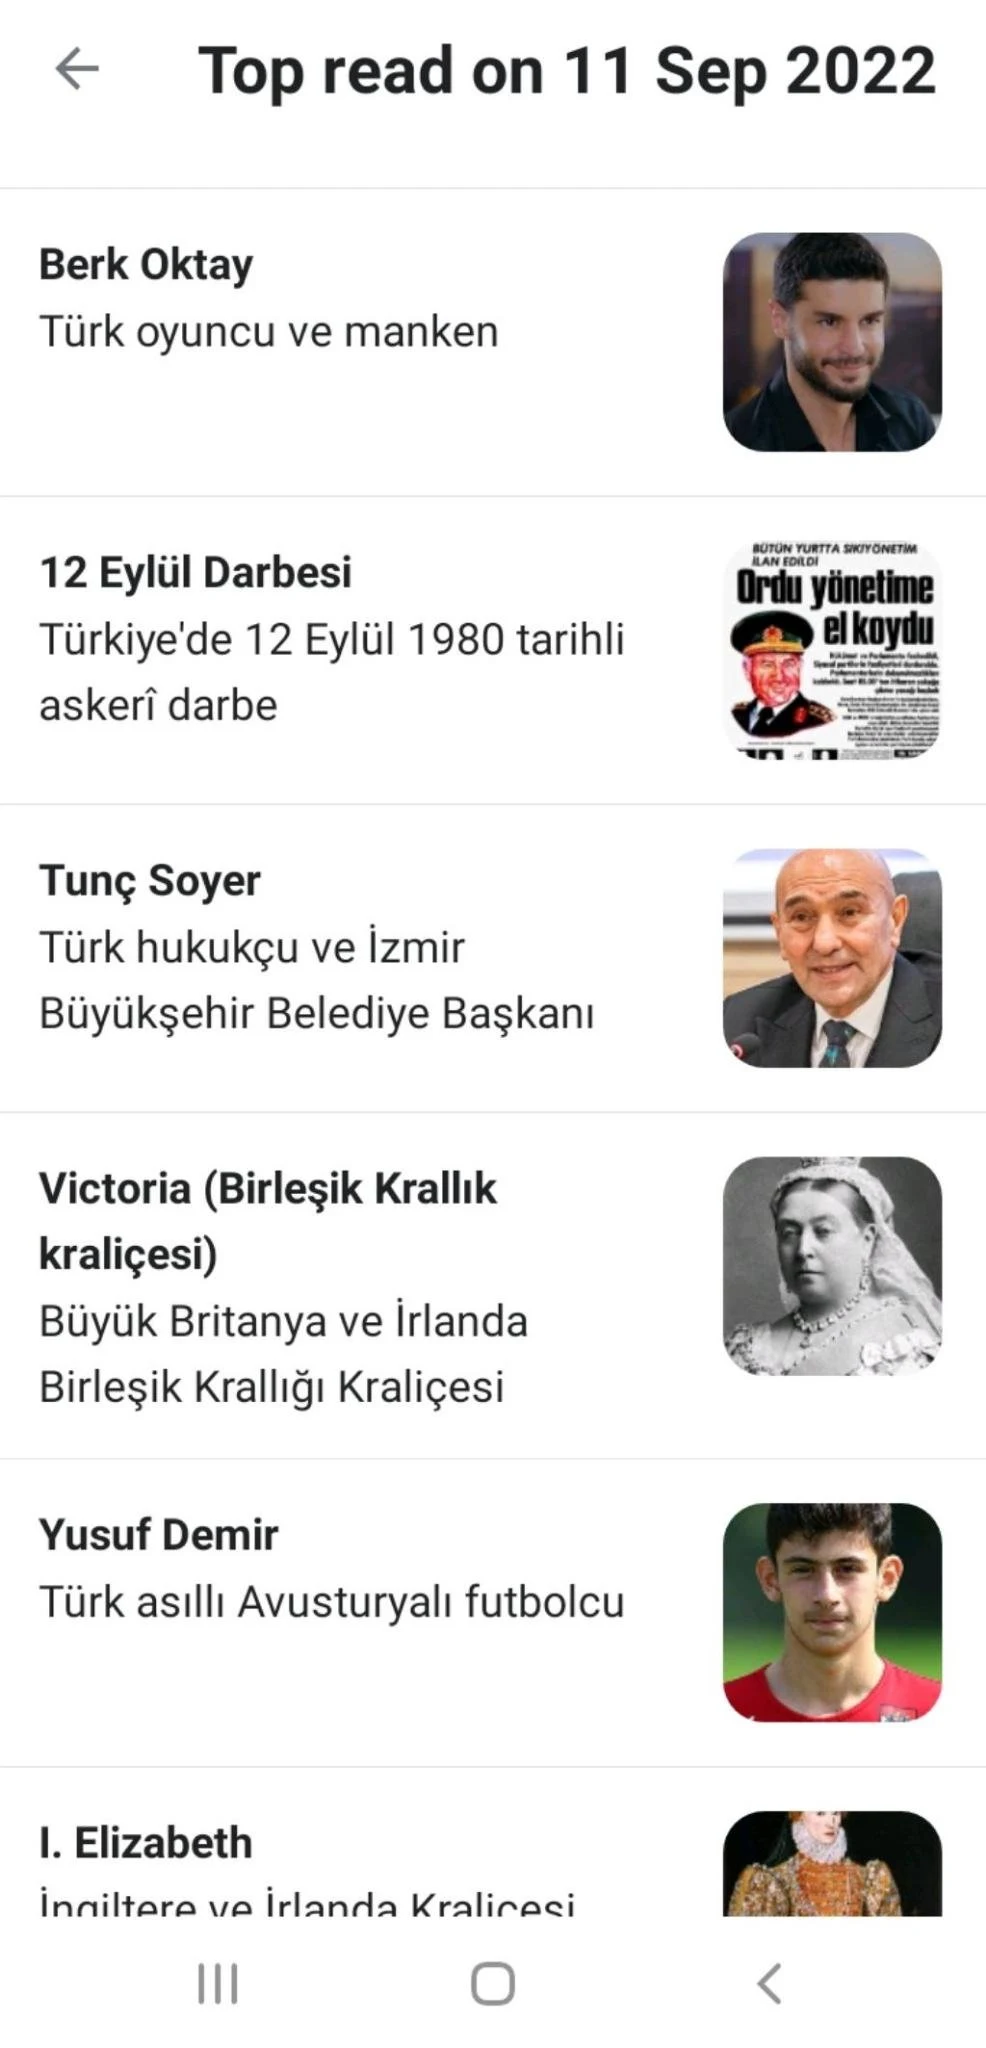 Top read on 11 Sep 2022
Berk Oktay
Türk oyuncu ve manken
12 Eylül Darbesi
Türkiye'de 12 Eylül 1980 tarihli
askerî darbe
BÜTÜN YURTTA SIKIYÖNETİM
İLAN EDİLDİ
Ordu yönetime
el koydu
Tunç Soyer
Türk hukukçu ve İzmir
Büyükşehir Belediye Başkanı
Victoria (Birleşik Krallık
kraliçesi)
Büyük Britanya ve İrlanda
Birleşik Krallığı Kraliçesi
Yusuf Demir
Türk asıllı Avusturyalı futbolcu
I. Elizabeth
İngiltere ve İrlanda Kraliçesi